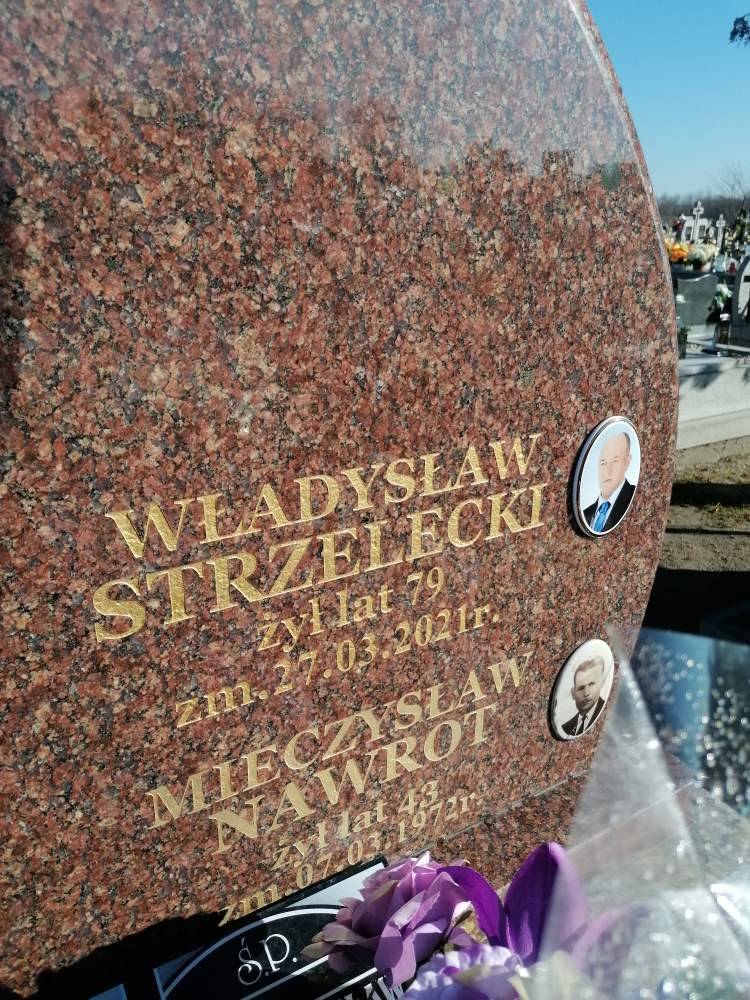 WŁADYSŁAW
STRZELECKI
żył lat 79
zm. 27.03.2021r.
MIECZYSŁAW
NAWROT
żył lat 43
zm. 07.03.1972r.
Ś.P.